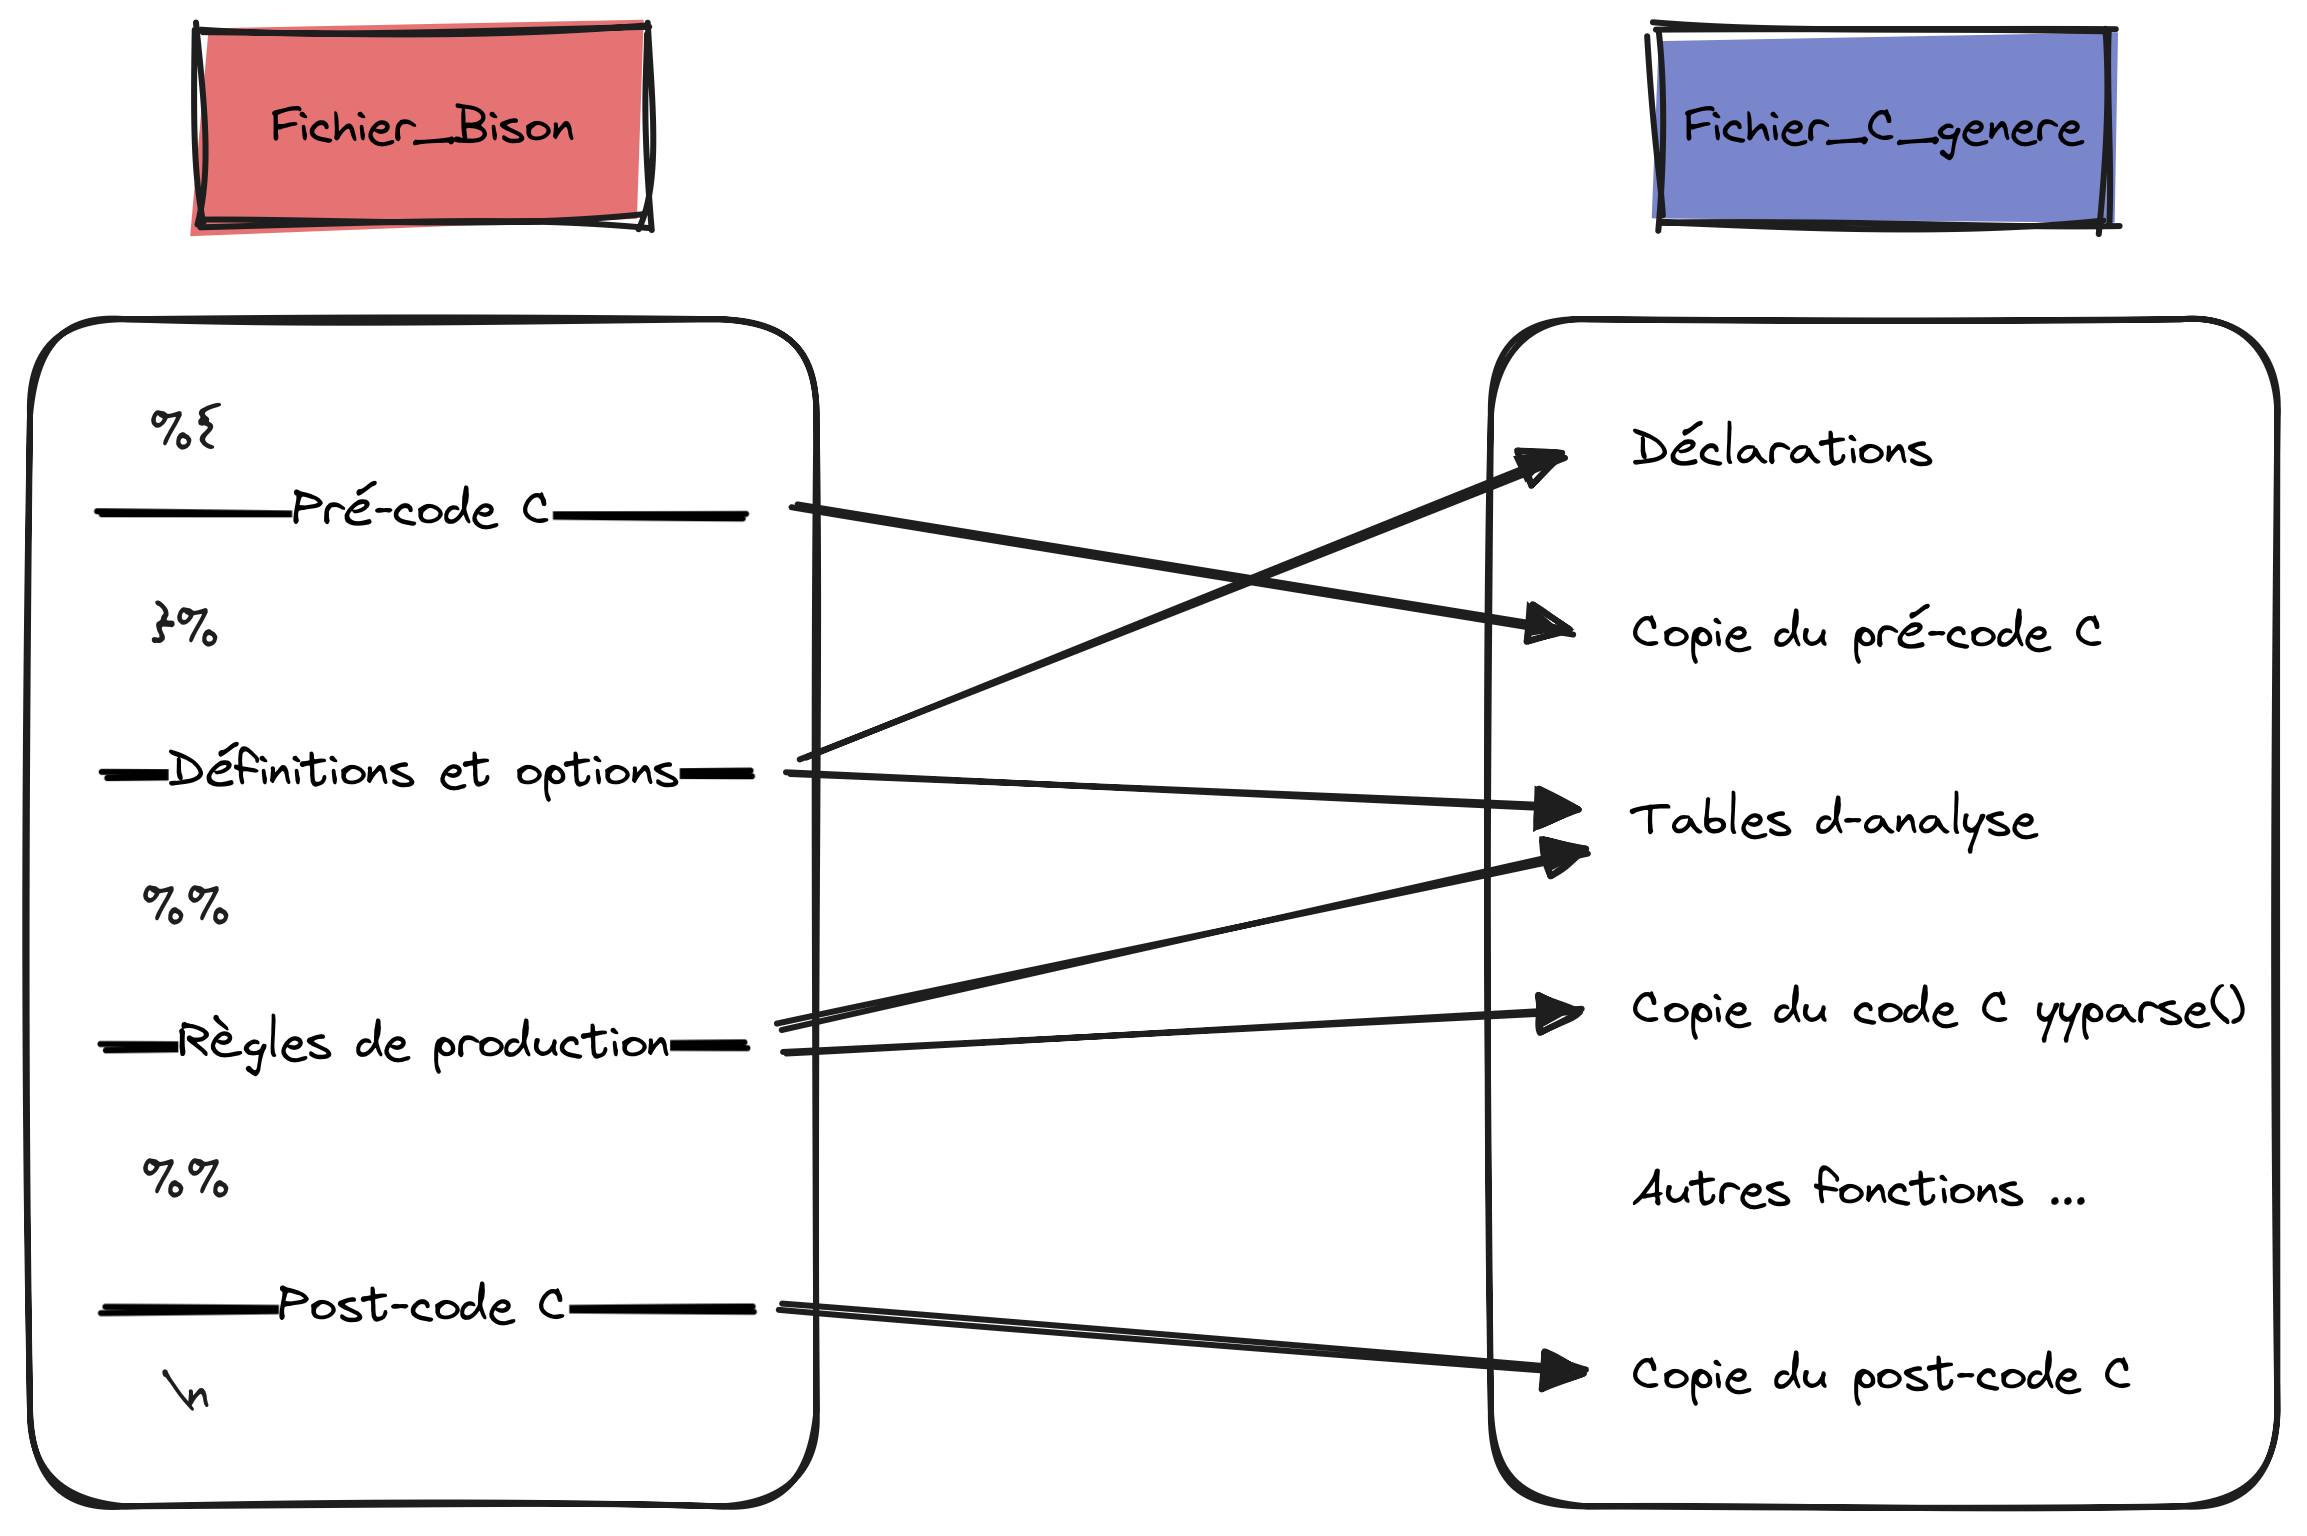 Fichier_Bison
%{
Pré-code C
}%
Définitions et options
%%
Règles de production
%%
Post-code C
\n
Fichier_C_genere
Déclarations
Copie du pré-code C
Tables d-analyse
Copie du code C yyparse()
Autres fonctions ...
Copie du post-code C